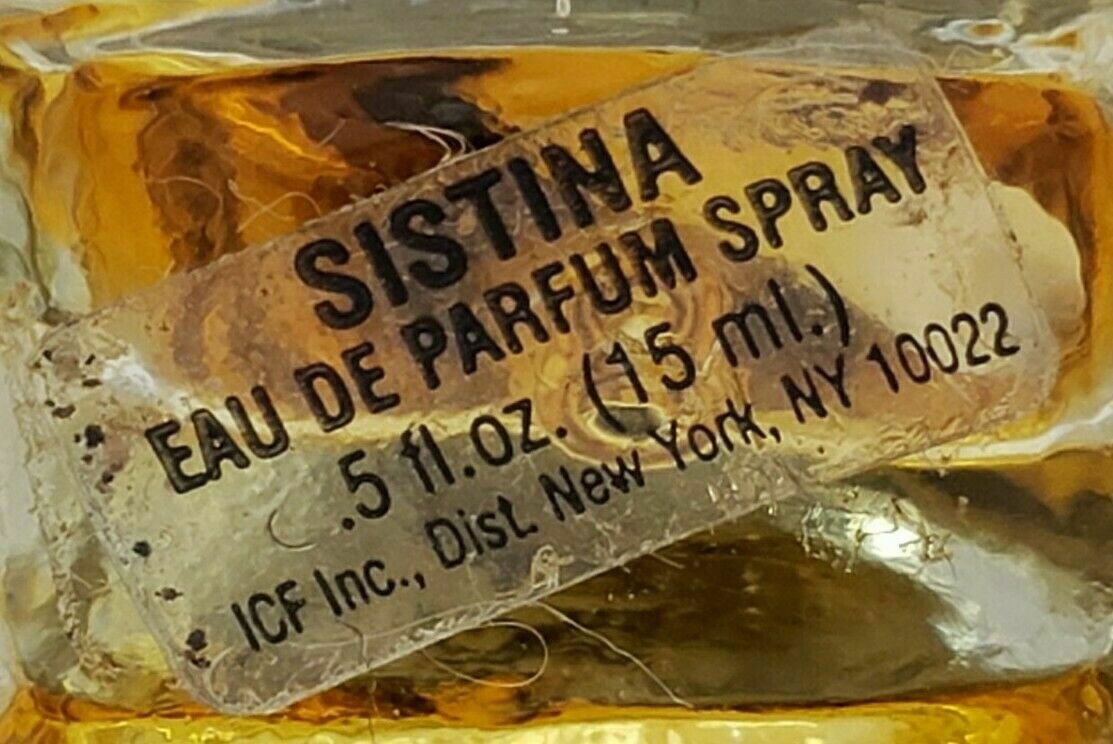 SISTINA
EAU DE PARFUM SPRAY
.5 fl.oz. (15 ml.)
ICF Inc., Dist. New York, NY 10022